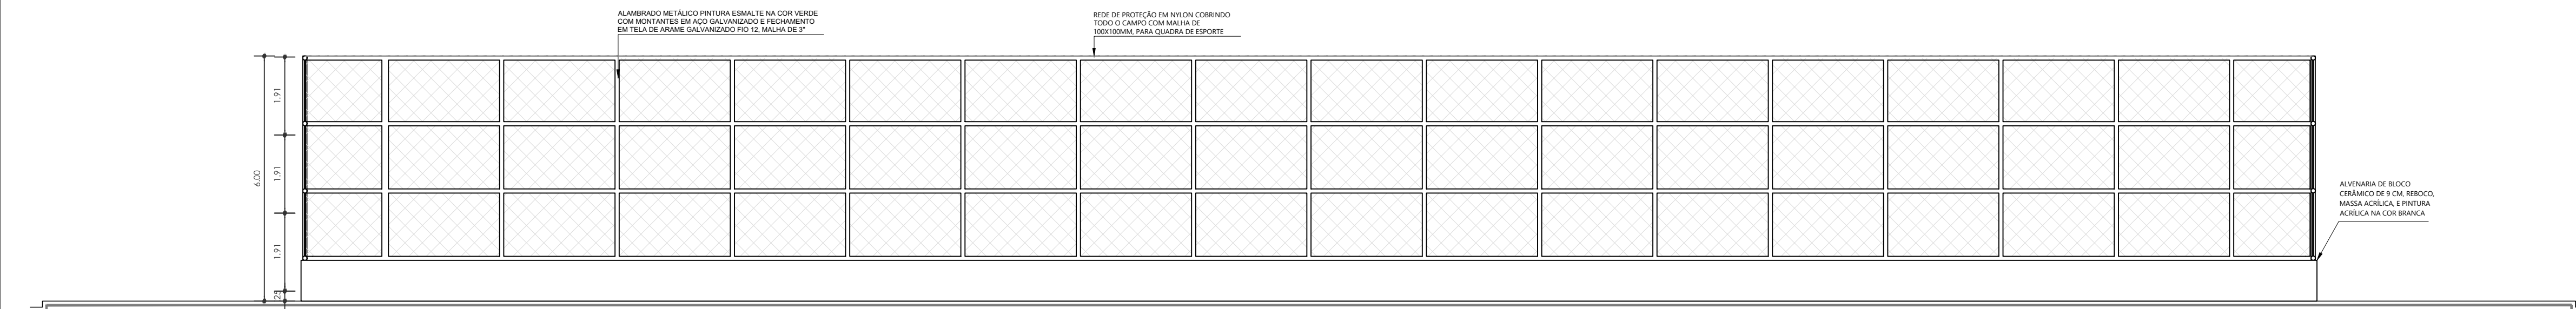 ALAMBRADO METÁLICO PINTURA ESMALTE NA COR VERDE
COM MONTANTES EM AÇO GALVANIZADO E FECHAMENTO
EM TELA DE ARAME GALVANIZADO FIO 12, MALHA DE 3"
REDE DE PROTEÇÃO EM NYLON COBRINDO
TODO O CAMPO COM MALHA DE
100X100MM, PARA QUADRA DE ESPORTE
6.00
1.91
1.91
1.91
.25
ALVENARIA DE BLOCO
CERÂMICO DE 9 CM, REBOCO,
MASSA ACRÍLICA, E PINTURA
ACRÍLICA NA COR BRANCA